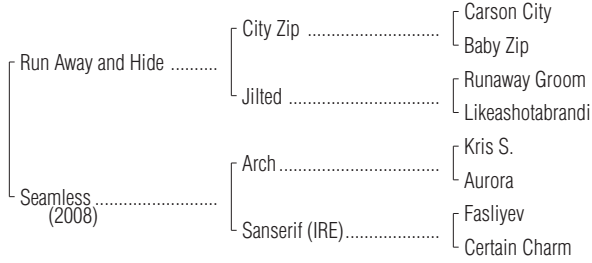 Carson City
City Zip ........................
Baby Zip
Run Away and Hide ..........
Runaway Groom
Jilted ............................
Likeashotabrandi
Kris S.
Arch .............................
Aurora
Seamless .......................
(2008)
Fasliyev
Sanserif (IRE)....................
Certain Charm